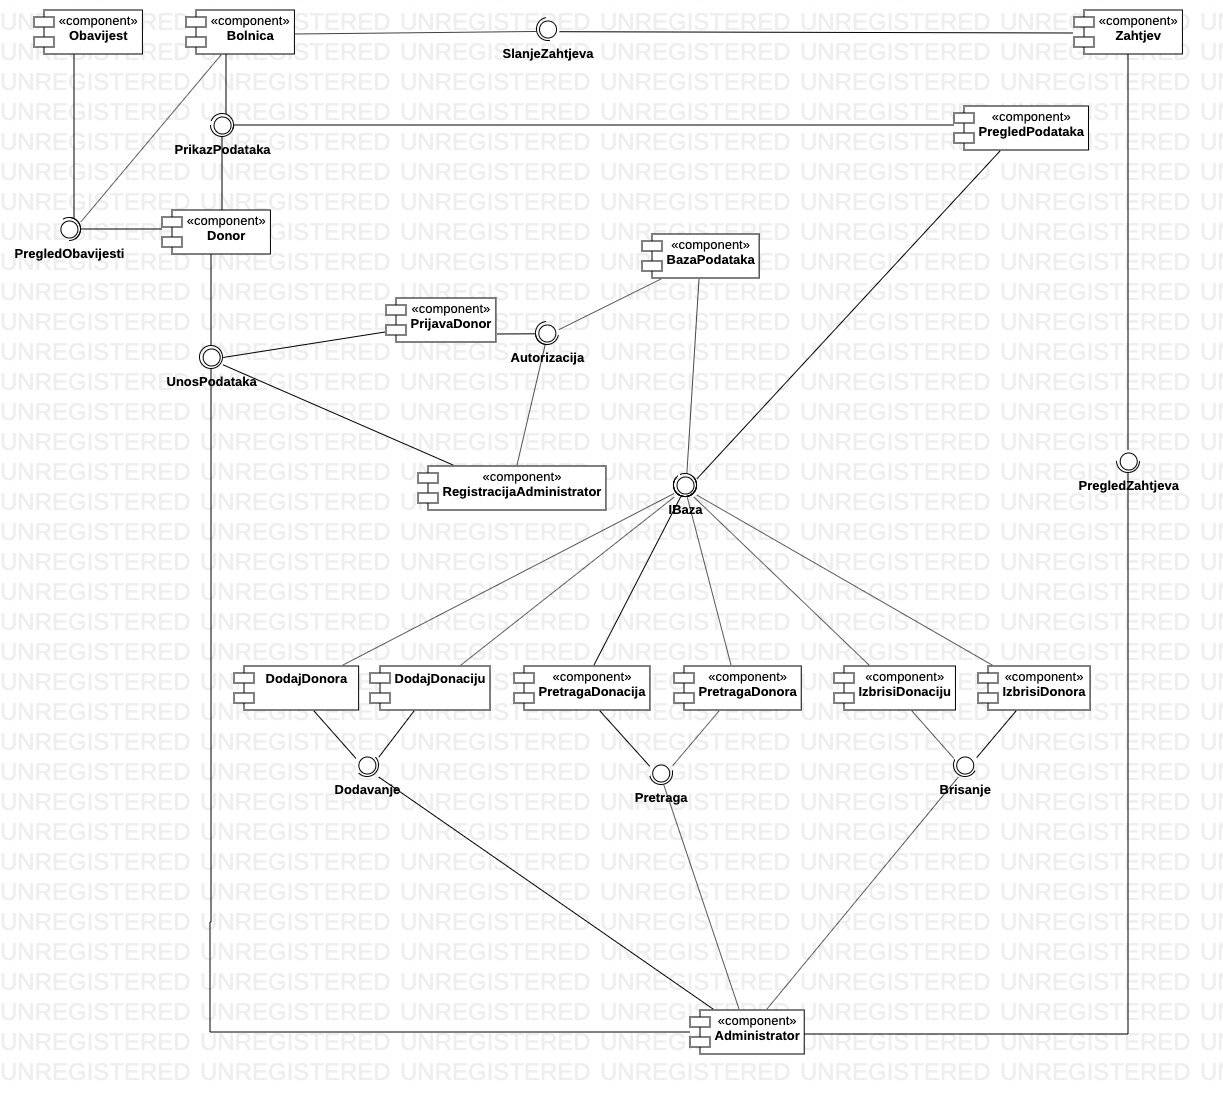 «component»
Obavijest
«component»
Bolnica
SlanjeZahtjeva
«component»
Zahtjev
«component»
PregledPodataka
PrikazPodataka
«component»
Donor
PregledObavijesti
«component»
BazaPodataka
«component»
PrijavaDonor
Autorizacija
UnosPodataka
«component»
RegistracijaAdministrator
IBaza
PregledZahtjeva
DodajDonora
DodajDonaciju
«component»
PretragaDonacija
«component»
PretragaDonora
«component»
IzbrisiDonaciju
«component»
IzbrisiDonora
Dodavanje
Pretraga
Brisanje
«component»
Administrator
UNREGISTERED UNREGISTERED UNREGISTERED UNREGISTERED UNREGISTERED UNREGISTERED